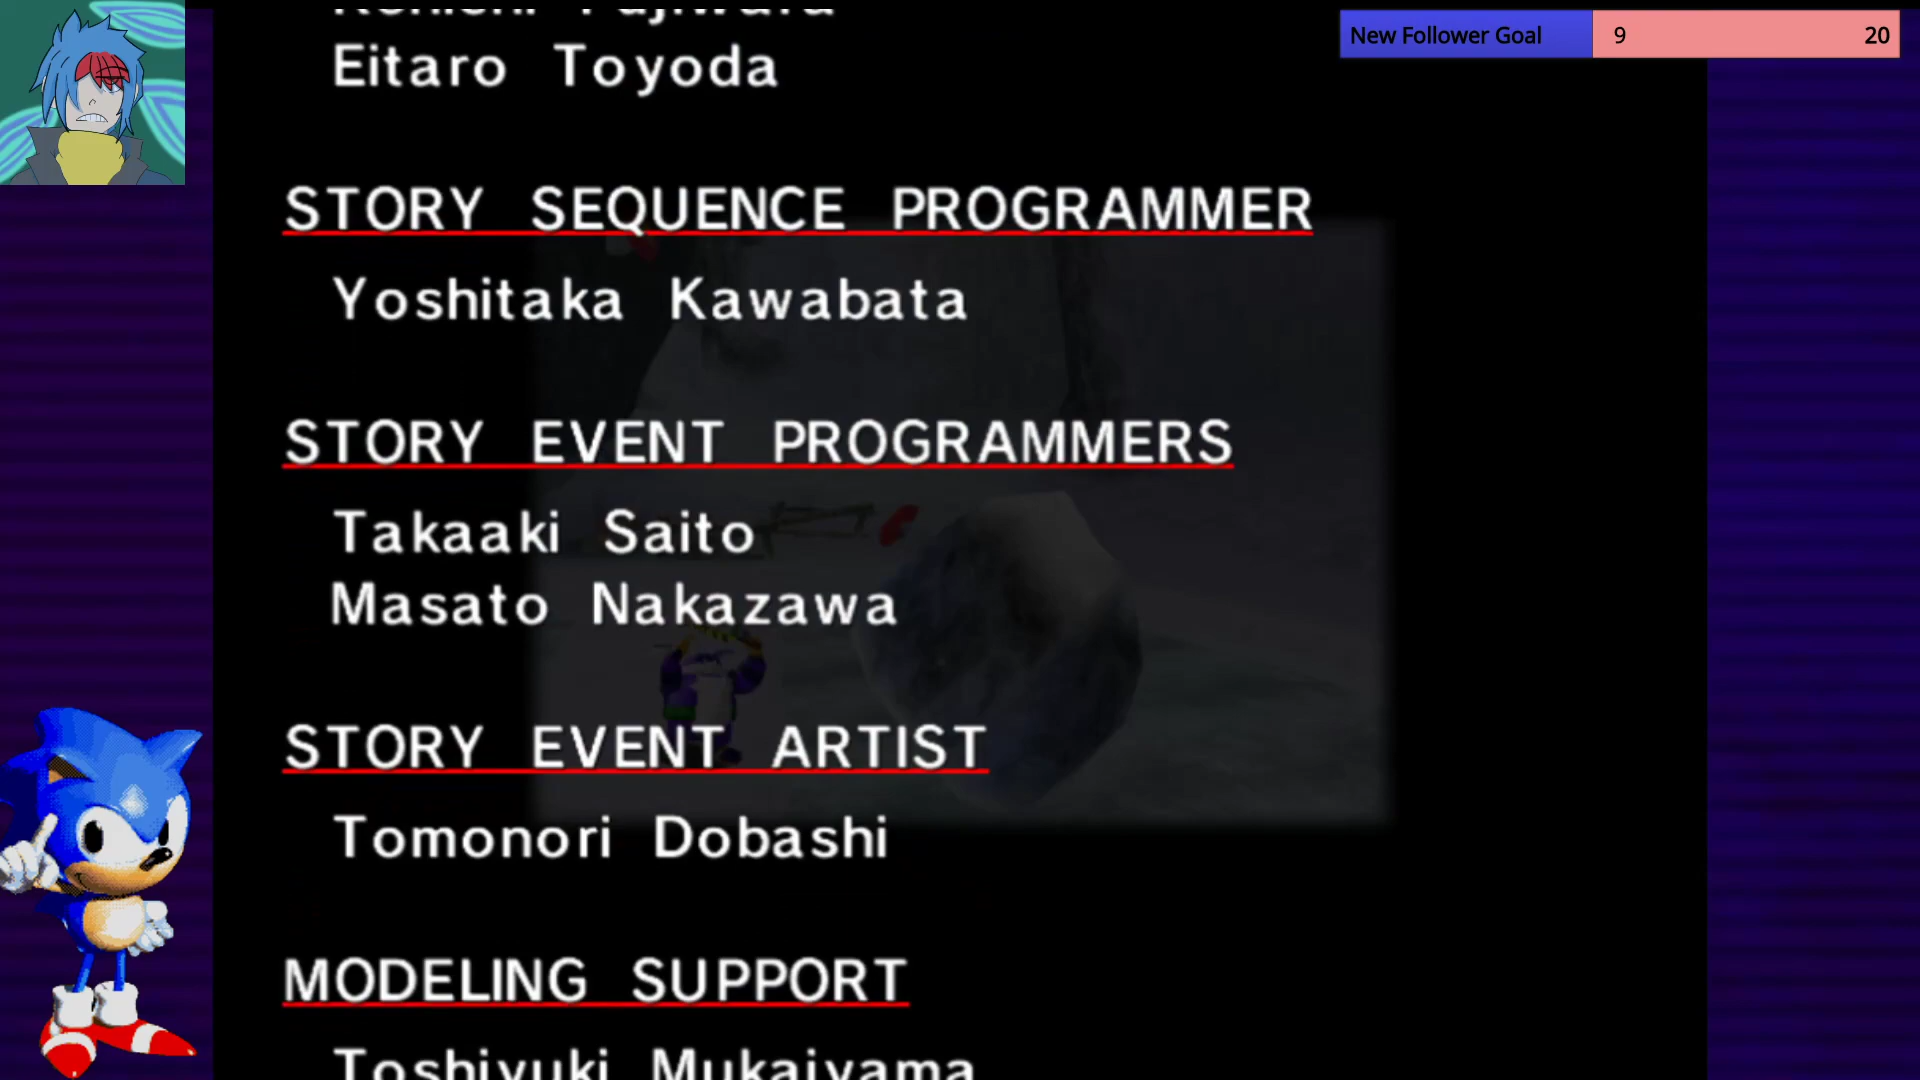 Eitaro Toyoda
New Follower Goal 9 20
STORY SEQUENCE PROGRAMMER
Yoshitaka Kawabata
STORY EVENT PROGRAMMERS
Takaaki Saito
Masato Nakazawa
STORY EVENT ARTIST
Tomonori Dobashi
MODELING SUPPORT
Toshiyuki Mukaiyama